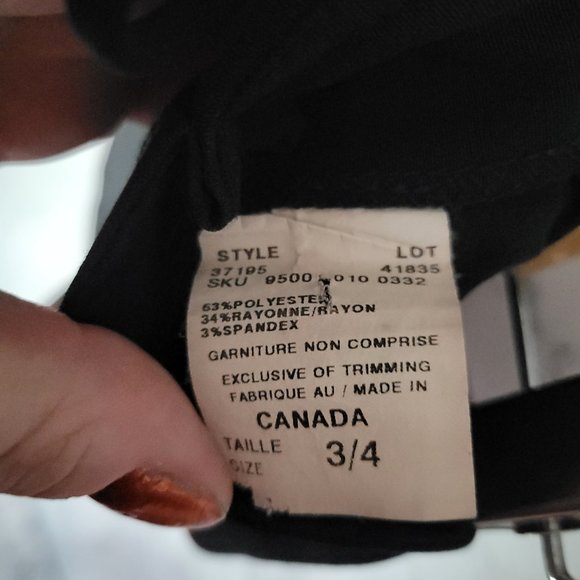 STYLE LOT
37195 41835
SKU 9500 010 0332
63%POLYESTER
34%RAYONNE/RAYON
3%SPANDEX
GARNITURE NON COMPRISE
EXCLUSIVE OF TRIMMING
FABRIQUE AU / MADE IN
CANADA
TAILLE 3/4
SIZE